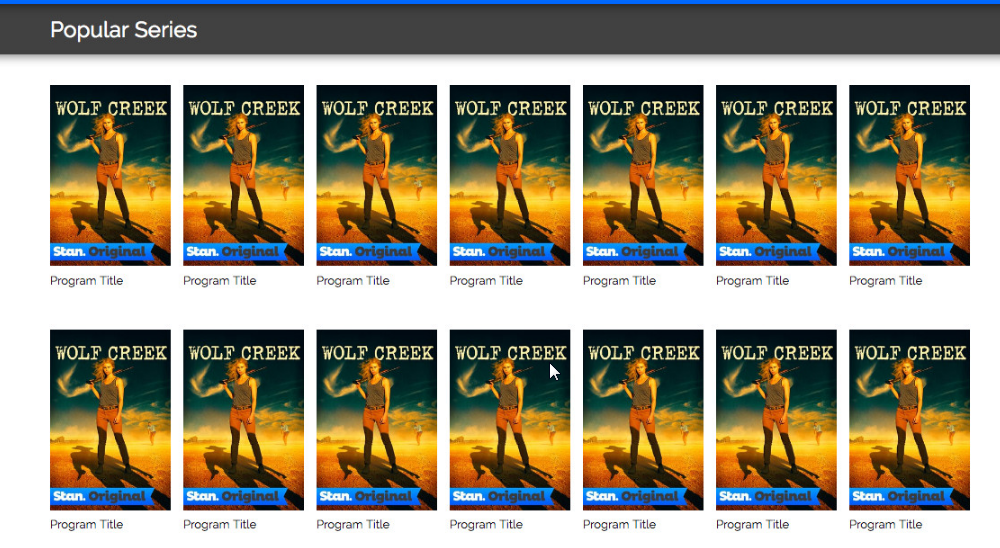 Popular Series
WOLF CREEK WOLF CREEK WOLF CREEK WOLF CREEK WOLF CREEK WOLF CREEK WOLF CREEK
Stan. Original Stan. Original Stan. Original Stan. Original Stan. Original Stan. Original Stan. Original
Program Title Program Title Program Title Program Title Program Title Program Title Program Title
WOLF CREEK WOLF CREEK WOLF CREEK WOLF CREEK WOLF CREEK WOLF CREEK WOLF CREEK
Stan. Original Stan. Original Stan. Original Stan. Original Stan. Original Stan. Original Stan. Original
Program Title Program Title Program Title Program Title Program Title Program Title Program Title